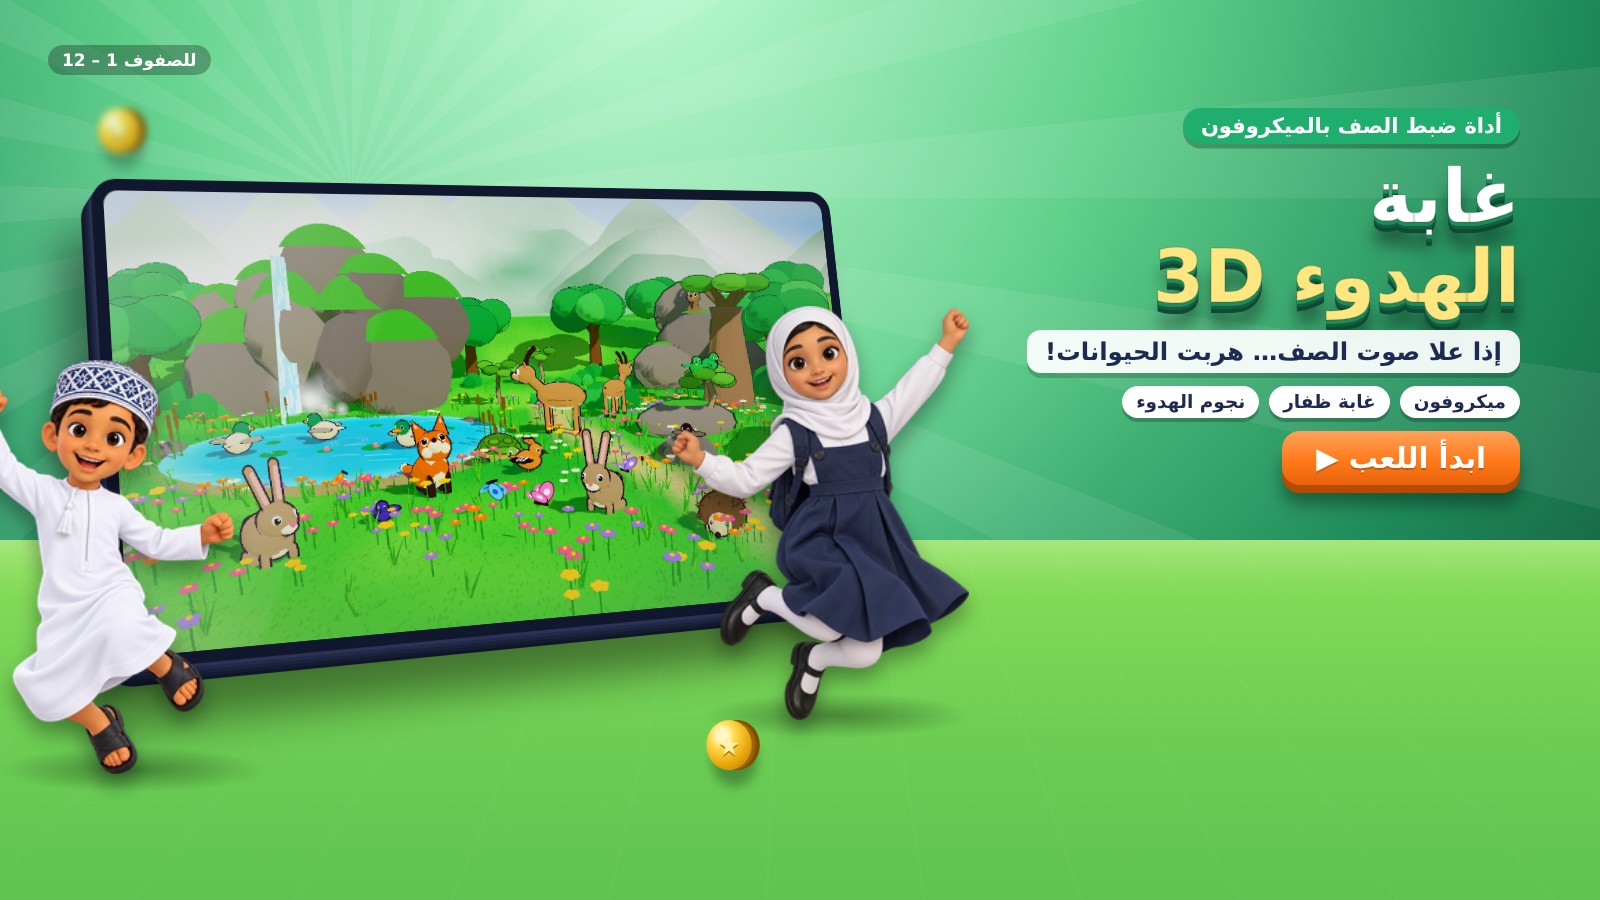 للصفوف 1 – 12
أداة ضبط الصف بالميكروفون
غابة
الهدوء 3D
إذا علا صوت الصف... هربت الحيوانات!
ميكروفون
غابة ظفار
نجوم الهدوء
ابدأ اللعب ▶